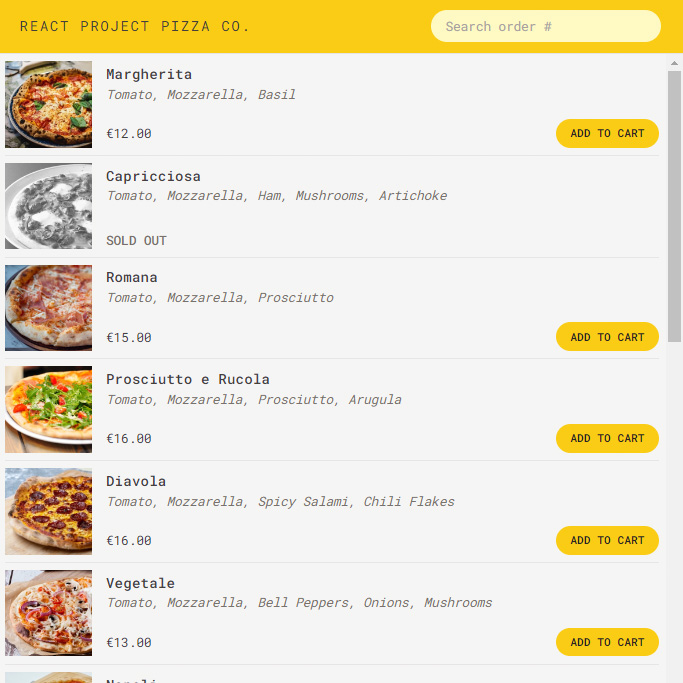 REACT PROJECT PIZZA CO.
Search order #
Margherita
Tomato, Mozzarella, Basil
€12.00
ADD TO CART
Capricciosa
Tomato, Mozzarella, Ham, Mushrooms, Artichoke
SOLD OUT
Romana
Tomato, Mozzarella, Prosciutto
€15.00
ADD TO CART
Prosciutto e Rucola
Tomato, Mozzarella, Prosciutto, Arugula
€16.00
ADD TO CART
Diavola
Tomato, Mozzarella, Spicy Salami, Chili Flakes
€16.00
ADD TO CART
Vegetale
Tomato, Mozzarella, Bell Peppers, Onions, Mushrooms
€13.00
ADD TO CART